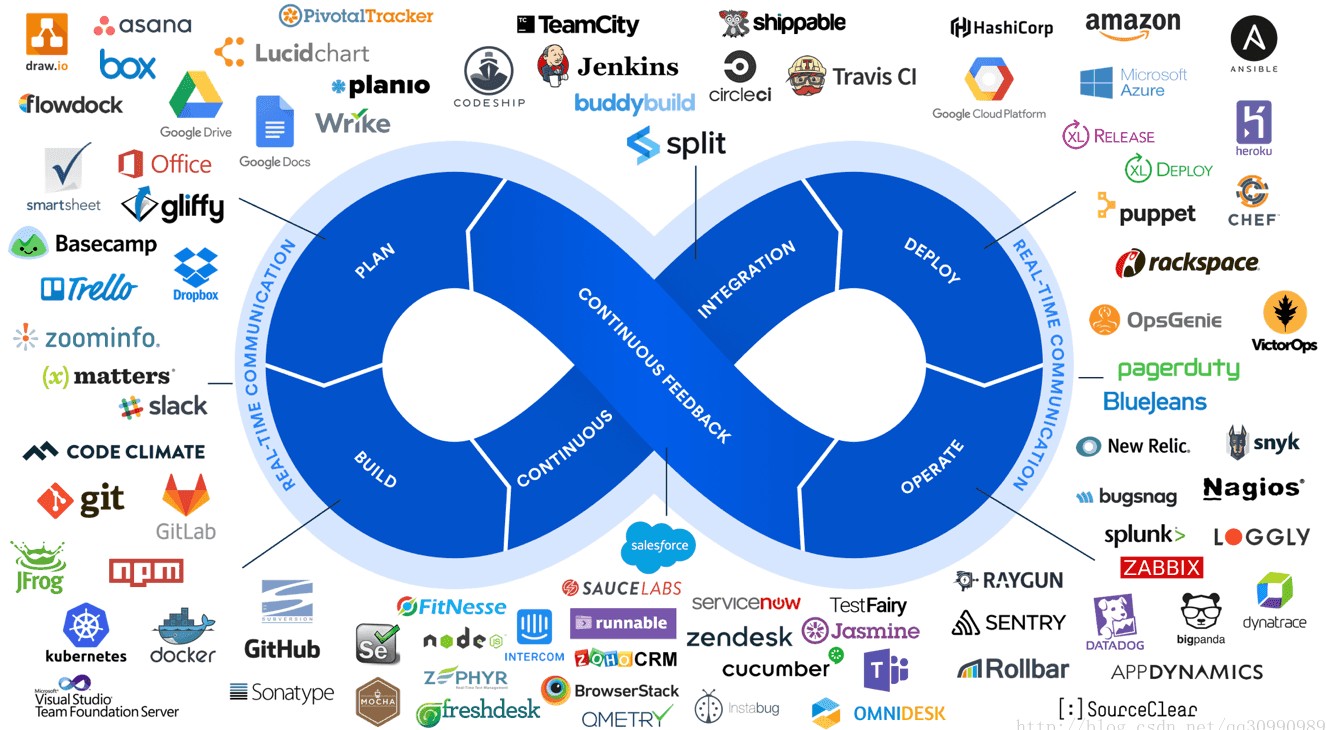 draw.io
asana
PivotalTracker
Lucidchart
box
planio
flowdock
Google Drive
Google Docs
Wrike
smartsheet
Office
gliffy
Basecamp
Trello
Dropbox
TC
TeamCity
shippable
CODESHIP
Jenkins
circleci
Travis CI
buddybuild
split
HashiCorp
amazon
A
ANSIBLE
Google Cloud Platform
Microsoft
Azure
XL RELEASE
XL DEPLOY
heroku
puppet
CHEF
rackspace
PLAN
INTEGRATION
DEPLOY
CONTINUOUS FEEDBACK
REAL-TIME COMMUNICATION
REAL-TIME COMMUNICATION
BUILD
CONTINUOUS
OPERATE
zoominfo.
(x) matters
slack
OpsGenie
VictorOps
pagerduty
BlueJeans
CODE CLIMATE
git
GitLab
JFrog
npm
kubernetes
docker
SUBVERSION
GitHub
Microsoft
Visual Studio
Team Foundation Server
Sonatype
New Relic.
snyk
bugsnag
Nagios®
splunk>
LOGGLY
ZABBIX
RAYGUN
SENTRY
DATADOG
bigpanda
dynatrace
Rollbar
APPDYNAMICS
[:]SourceClear
salesforce
SAUCELABS
FitNesse
Se
node
JS
INTERCOM
runnable
servicenow
TestFairy
zendesk
Jasmine
ZOHO CRM
cucumber
T
ZEPHYR
MOCHA
BrowserStack
freshdesk
QMETRY
Instabug
OMNIDESK
http://blog.csdn.net/qq30990989